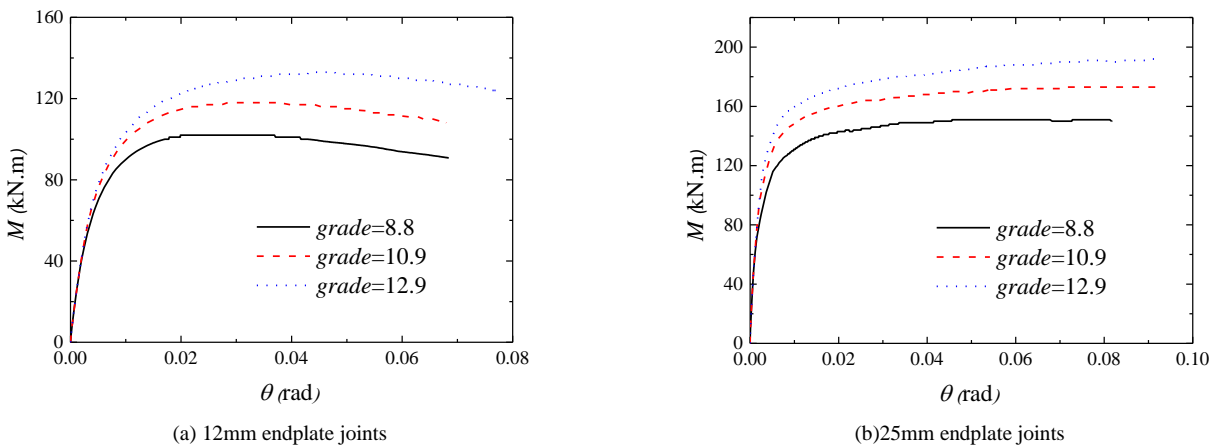 160
120
80
40
0
M (kN.m)
grade=8.8
grade=10.9
grade=12.9
0.00 0.02 0.04 0.06 0.08
θ (rad)
(a) 12mm endplate joints
200
160
120
80
40
0
M (kN.m)
grade=8.8
grade=10.9
grade=12.9
0.00 0.02 0.04 0.06 0.08 0.10
θ (rad)
(b)25mm endplate joints